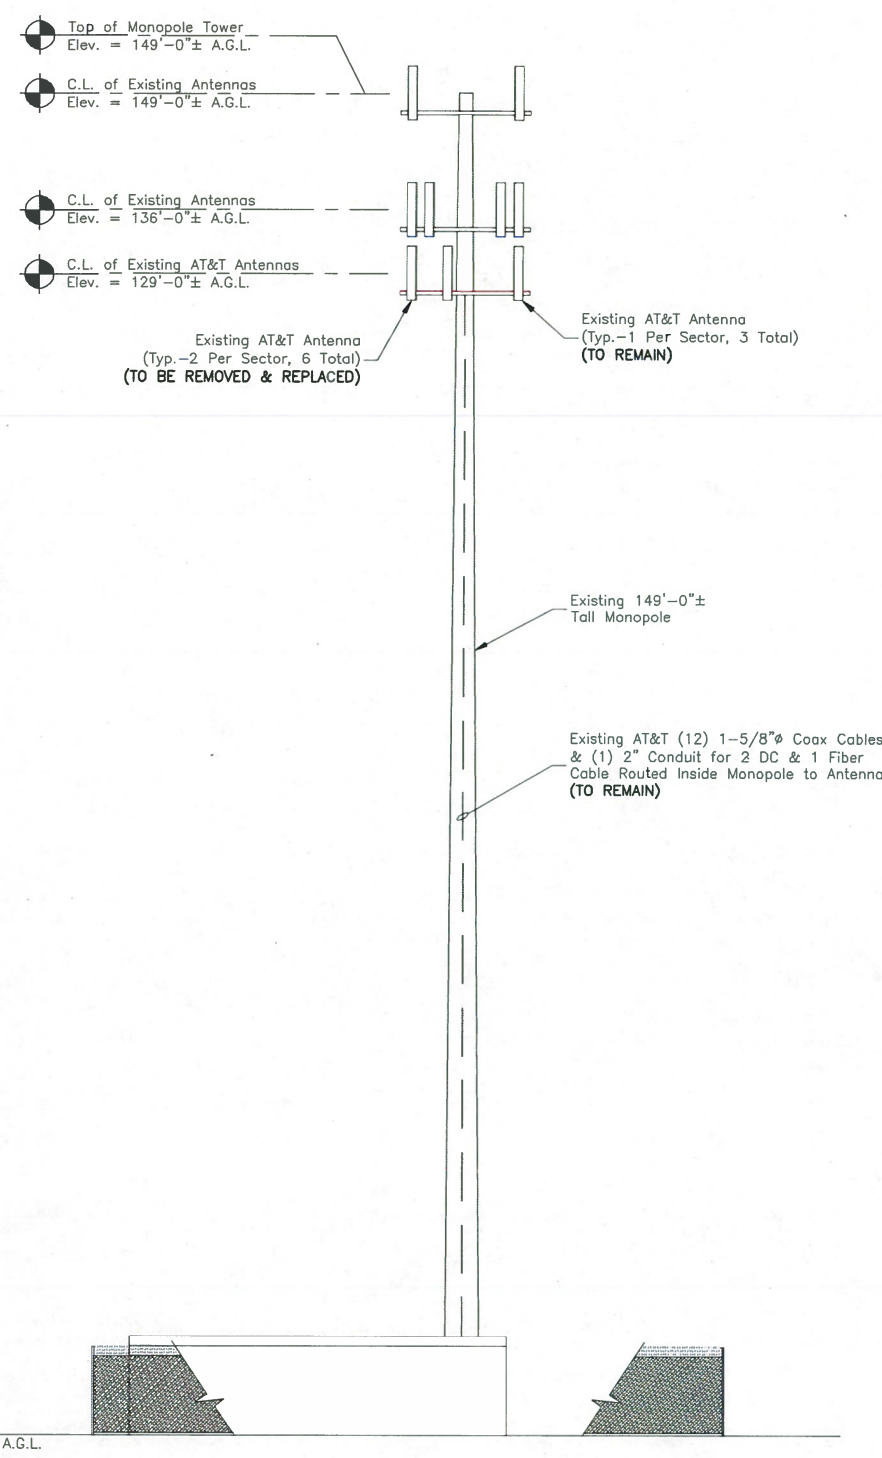 Top of Monopole Tower
Elev. = 149'-0"± A.G.L.
C.L. of Existing Antennas
Elev. = 149'-0"± A.G.L.
C.L. of Existing Antennas
Elev. = 136'-0"± A.G.L.
C.L. of Existing AT&T Antennas
Elev. = 129'-0"± A.G.L.
Existing AT&T Antenna
(Typ.-2 Per Sector, 6 Total)
(TO BE REMOVED & REPLACED)
Existing AT&T Antenna
(Typ.-1 Per Sector, 3 Total)
(TO REMAIN)
Existing 149'-0"±
Tall Monopole
Existing AT&T (12) 1-5/8"ø Coax Cables
& (1) 2" Conduit for 2 DC & 1 Fiber
Cable Routed Inside Monopole to Antenna
(TO REMAIN)
A.G.L.